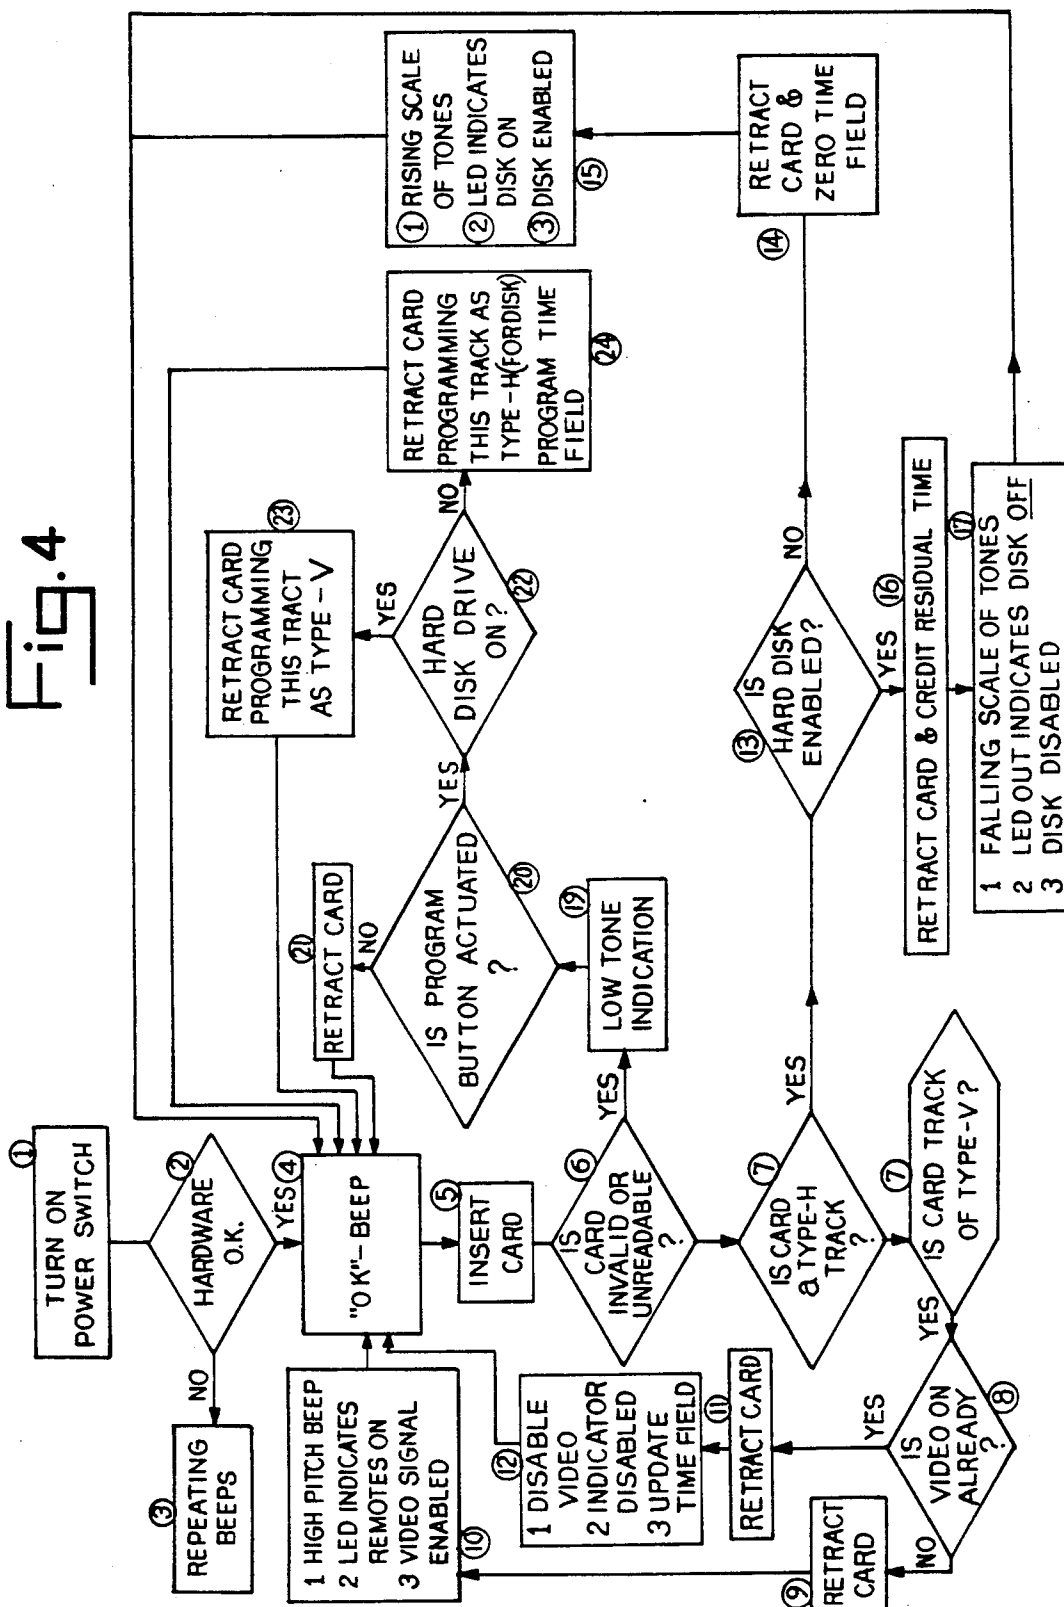 Fig. 4
①
TURN ON
POWER SWITCH
②
HARDWARE
O.K.
NO
③
REPEATING
BEEPS
YES
④
"OK"-BEEP
⑤
INSERT
CARD
⑥
IS
CARD
INVALID OR
UNREADABLE
?
YES
⑲
LOW TONE
INDICATION
⑳
IS PROGRAM
BUTTON ACTUATED
?
NO
㉑
RETRACT CARD
YES
㉒
HARD
DISK DRIVE
ON?
YES
㉓
RETRACT CARD
PROGRAMMING
THIS TRACT
AS TYPE-V
NO
㉔
RETRACT CARD
PROGRAMMING
THIS TRACK AS
TYPE-H(FORDISK)
PROGRAM TIME
FIELD
⑦
IS CARD
a TYPE-H
TRACK
?
YES
⑬
IS
HARD DISK
ENABLED?
NO
⑭
RETRACT
CARD &
ZERO TIME
FIELD
⑮
① RISING SCALE
OF TONES
② LED INDICATES
DISK ON
③ DISK ENABLED
YES
⑯
RETRACT CARD & CREDIT RESIDUAL TIME
⑰
1 FALLING SCALE OF TONES
2 LED OUT INDICATES DISK OFF
3 DISK DISABLED
⑦
IS CARD TRACK
OF TYPE-V?
YES
⑧
IS
VIDEO ON
ALREADY
?
YES
⑪
RETRACT CARD
⑫
1 DISABLE
VIDEO
2 INDICATOR
DISABLED
3 UPDATE
TIME FIELD
NO
⑨
RETRACT
CARD
⑩
1 HIGH PITCH BEEP
2 LED INDICATES
REMOTES ON
3 VIDEO SIGNAL
ENABLED